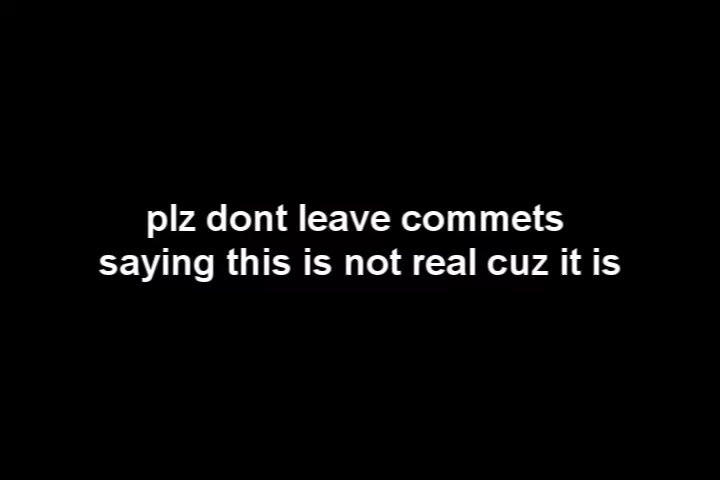 plz dont leave commets
saying this is not real cuz it is